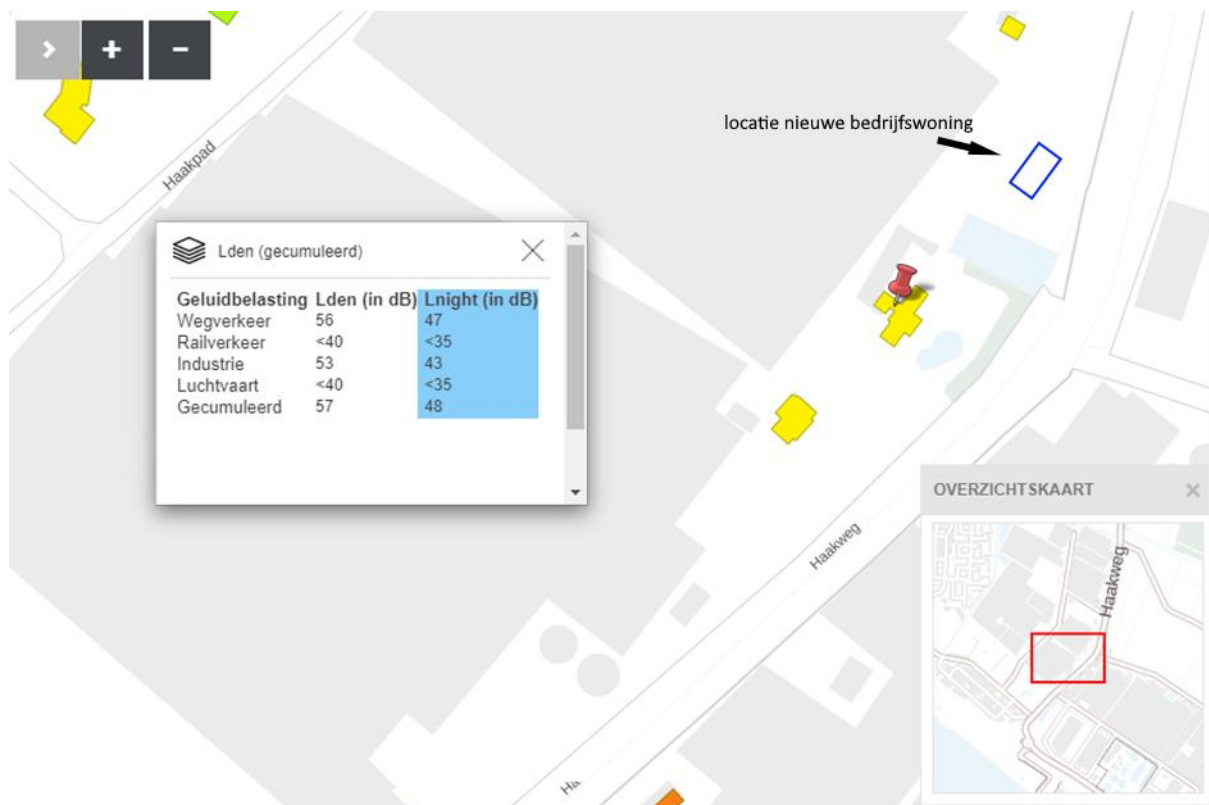 > + −
locatie nieuwe bedrijfswoning
Haakpad
Lden (gecumuleerd)
Geluidbelasting Lden (in dB) Lnight (in dB)
Wegverkeer 56 47
Railverkeer <40 <35
Industrie 53 43
Luchtvaart <40 <35
Gecumuleerd 57 48
OVERZICHTSKAART
Haakweg
Haakweg